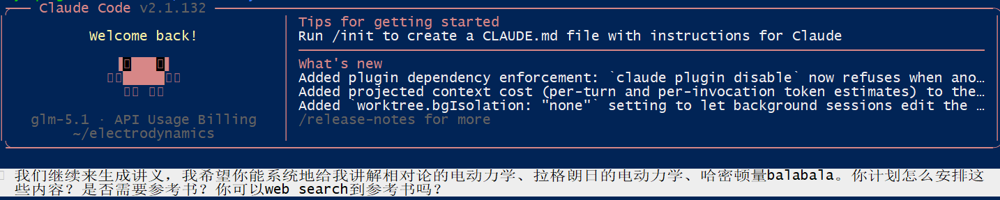 Claude Code v2.1.132
Welcome back!
glm-5.1 · API Usage Billing
~/electrodynamics
Tips for getting started
Run /init to create a CLAUDE.md file with instructions for Claude
What's new
Added plugin dependency enforcement: `claude plugin disable` now refuses when ano…
Added projected context cost (per-turn and per-invocation token estimates) to the…
Added `worktree.bgIsolation: "none"` setting to let background sessions edit the …
/release-notes for more
我们继续来生成讲义，我希望你能系统地给我讲解相对论的电动力学、拉格朗日的电动力学、哈密顿量balabala。你计划怎么安排这
些内容？是否需要参考书？你可以web search到参考书吗？